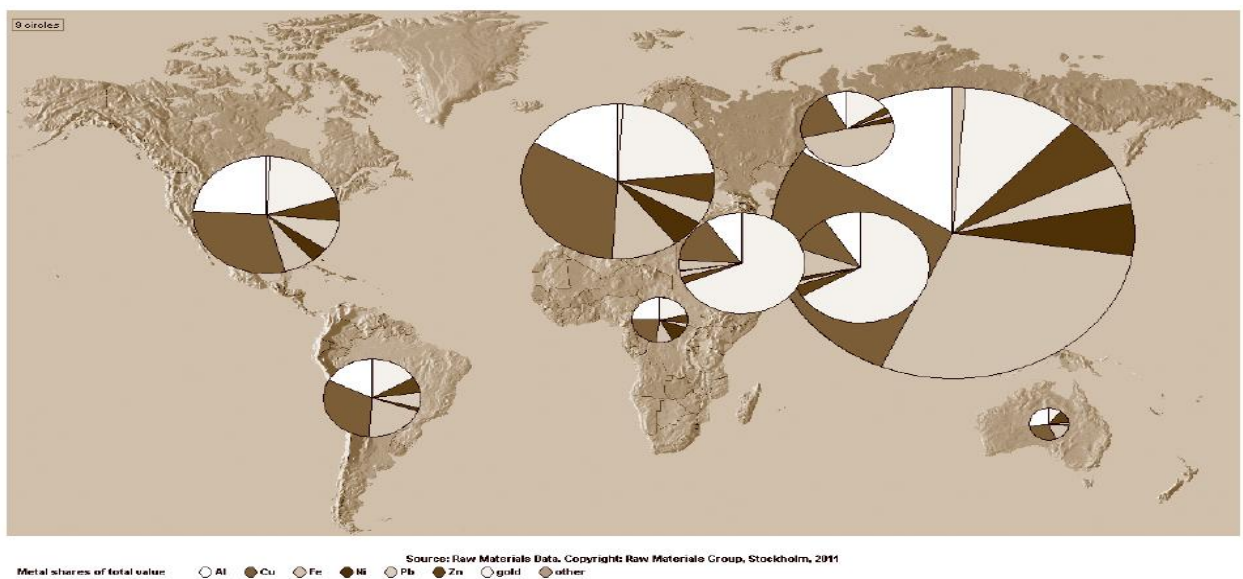 9 circles
Source: Raw Materials Data. Copyright: Raw Materials Group, Stockholm, 2011
Metal shares of total value Al Cu Fe Ni Pb Zn gold other